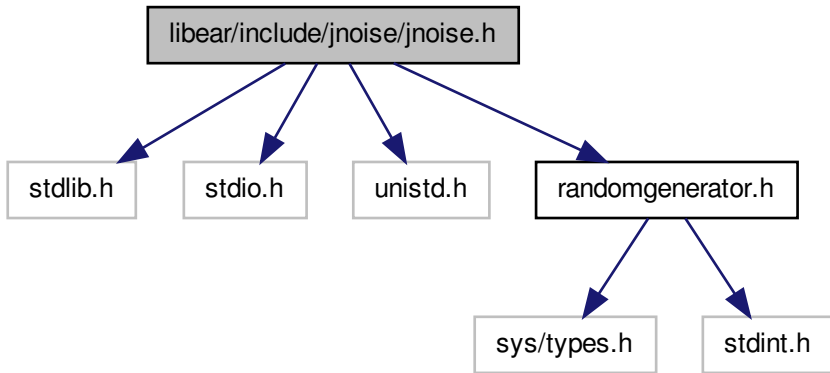 libear/include/jnoise/jnoise.h
stdlib.h
stdio.h
unistd.h
randomgenerator.h
sys/types.h
stdint.h